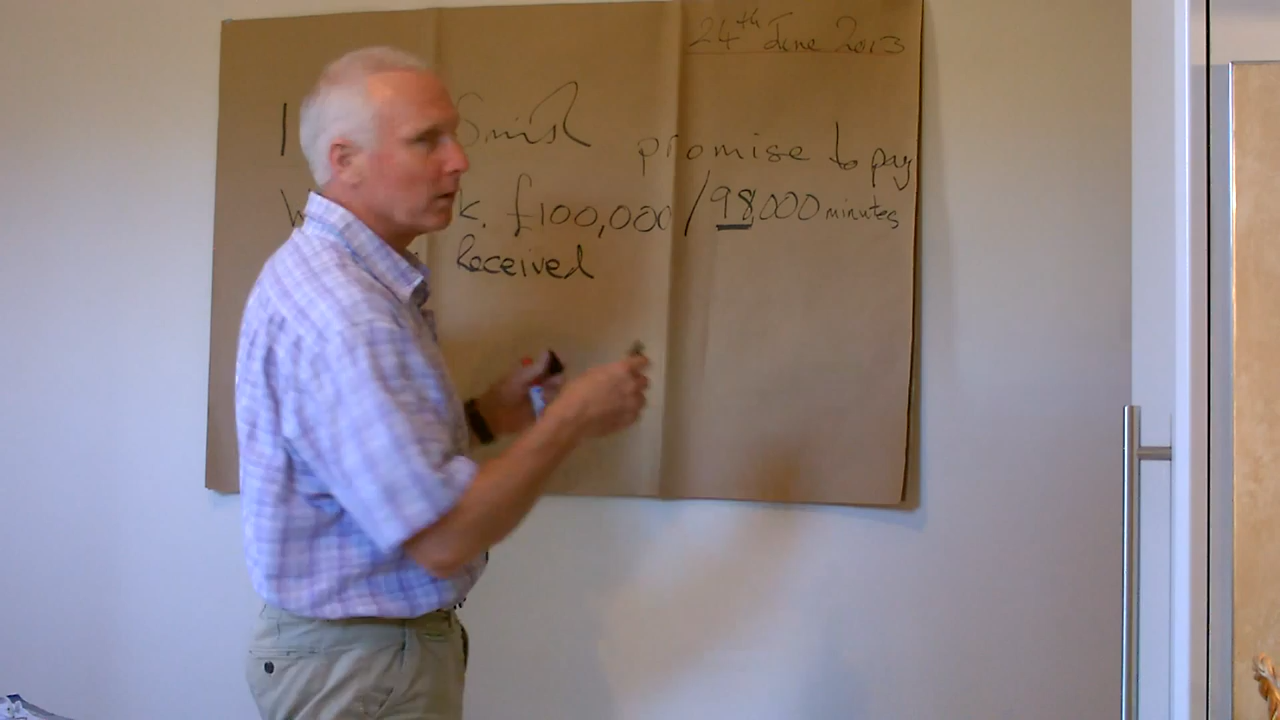 24th June 2013
I Smith promise to pay
k. £100,000 / 98,000 minutes
Received